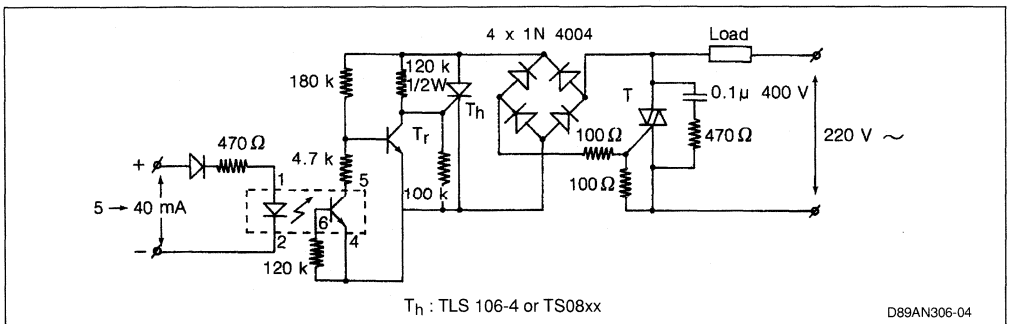 4 x 1N 4004
Load
180 k
120 k
1/2W
Th
T
0.1µ 400 V
470 Ω
220 V ~
Tr
100 Ω
100 Ω
470 Ω
4.7 k
100 k
+
5 → 40 mA
−
1
2
5
6
4
120 k
Th : TLS 106-4 or TS08xx
D89AN306-04